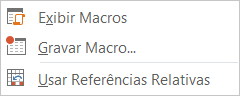 Exibir Macros
Gravar Macro...
Usar Referências Relativas